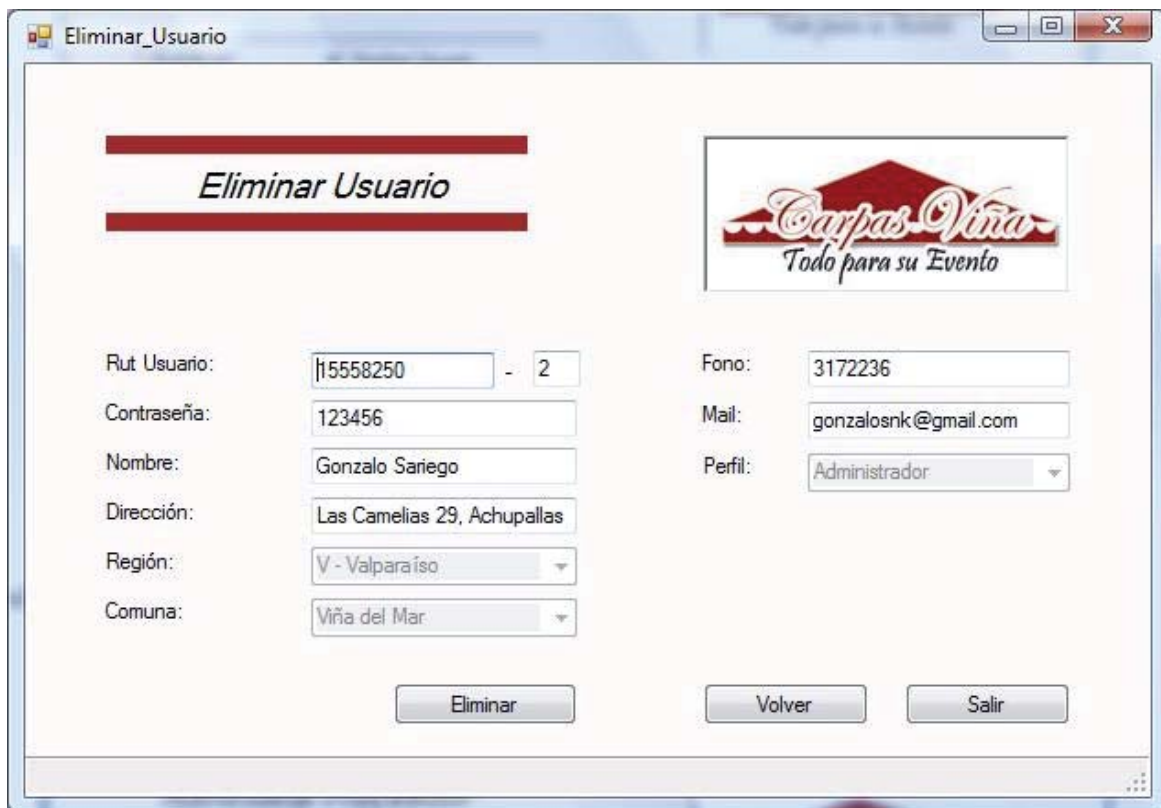 Eliminar_Usuario
Eliminar Usuario
Carpas Viña
Todo para su Evento
Rut Usuario: 15558250 - 2
Fono: 3172236
Contraseña: 123456
Mail: gonzalosnk@gmail.com
Nombre: Gonzalo Sariego
Perfil: Administrador
Dirección: Las Camelias 29, Achupallas
Región: V - Valparaíso
Comuna: Viña del Mar
Eliminar Volver Salir